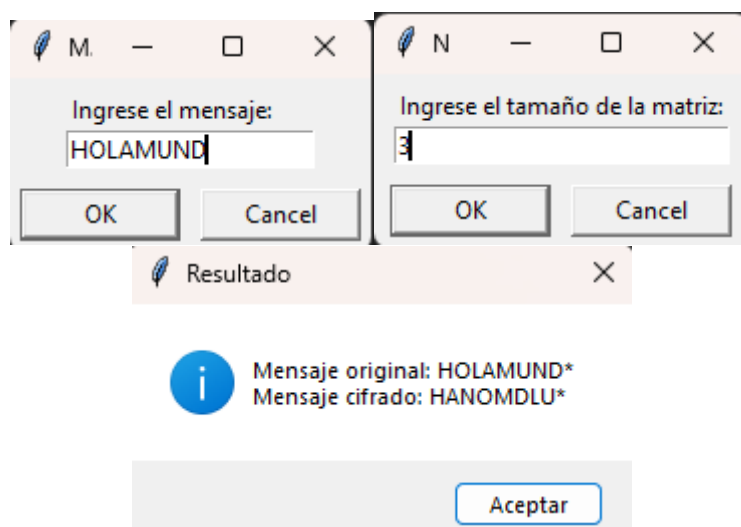 M.
Ingrese el mensaje:
HOLAMUND
OK Cancel
N
Ingrese el tamaño de la matriz:
3
OK Cancel
Resultado
Mensaje original: HOLAMUND*
Mensaje cifrado: HANOMDLU*
Aceptar